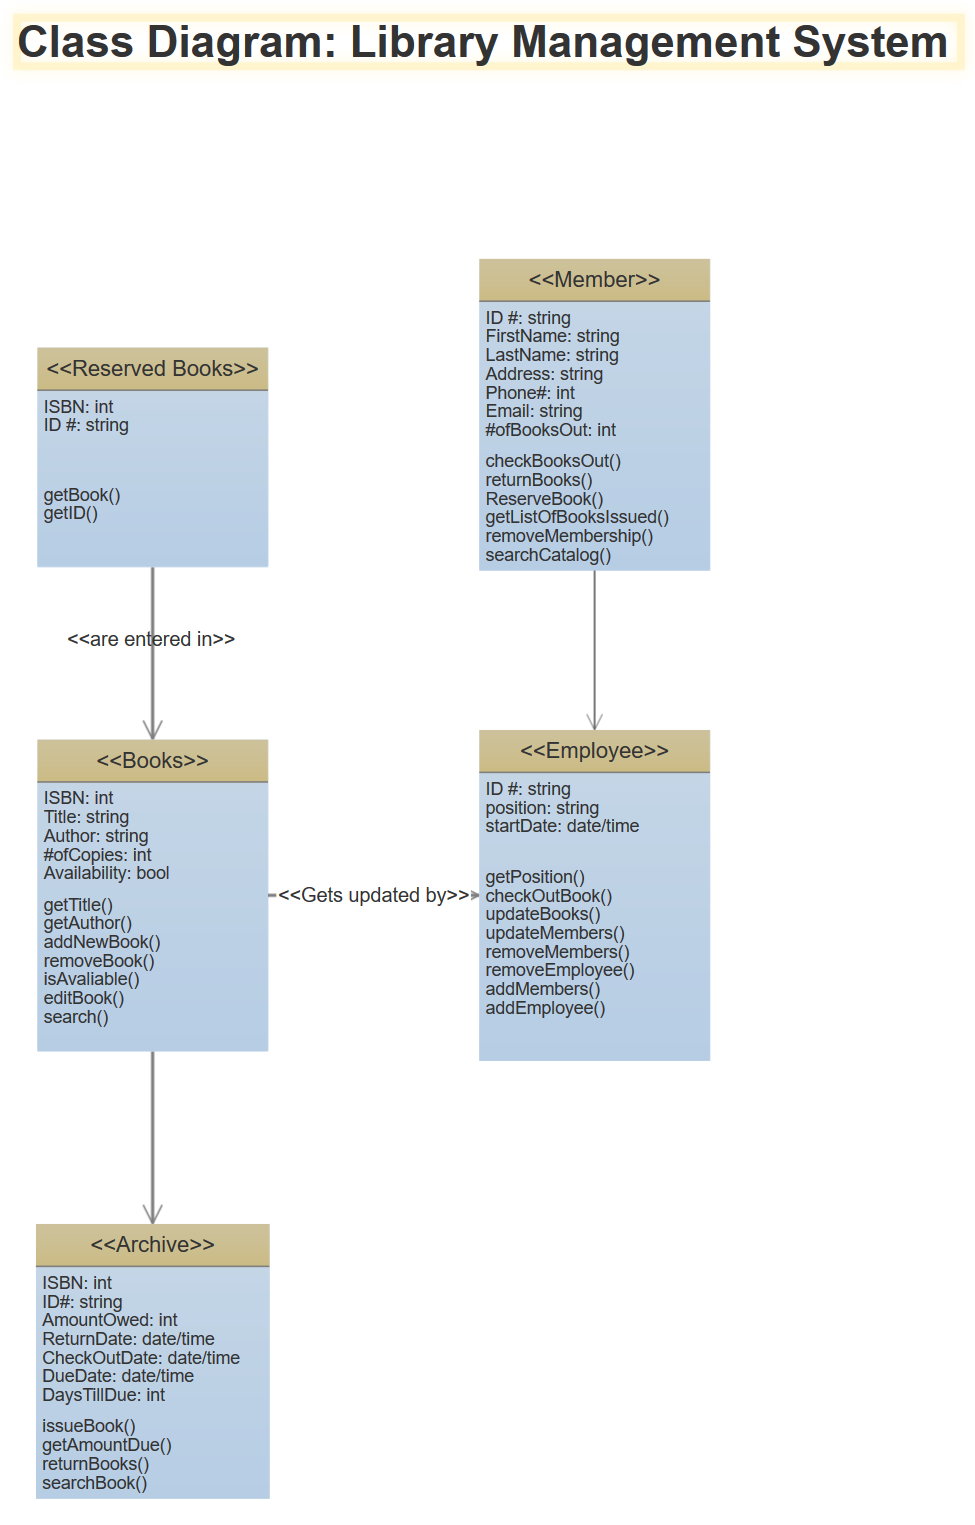 Class Diagram: Library Management System
<<Member>>
ID #: string
FirstName: string
LastName: string
Address: string
Phone#: int
Email: string
#ofBooksOut: int
checkBooksOut()
returnBooks()
ReserveBook()
getListOfBooksIssued()
removeMembership()
searchCatalog()
<<Reserved Books>>
ISBN: int
ID #: string
getBook()
getID()
<<are entered in>>
<<Books>>
ISBN: int
Title: string
Author: string
#ofCopies: int
Availability: bool
getTitle()
getAuthor()
addNewBook()
removeBook()
isAvaliable()
editBook()
search()
<<Gets updated by>>
<<Employee>>
ID #: string
position: string
startDate: date/time
getPosition()
checkOutBook()
updateBooks()
updateMembers()
removeMembers()
removeEmployee()
addMembers()
addEmployee()
<<Archive>>
ISBN: int
ID#: string
AmountOwed: int
ReturnDate: date/time
CheckOutDate: date/time
DueDate: date/time
DaysTillDue: int
issueBook()
getAmountDue()
returnBooks()
searchBook()